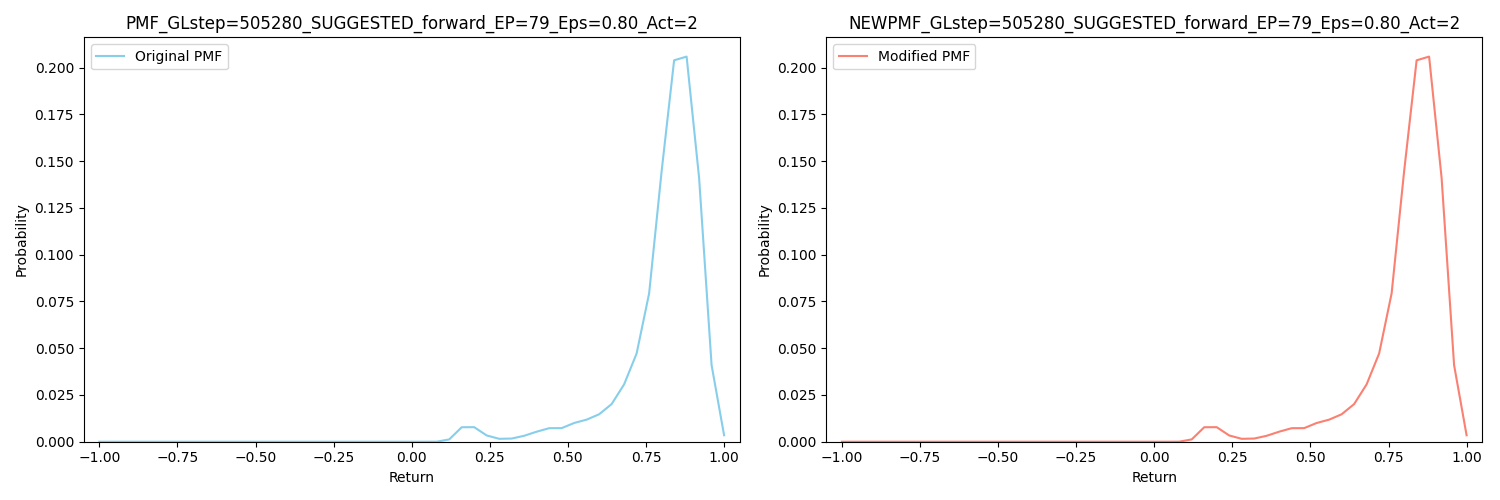 PMF_GLstep=505280_SUGGESTED_forward_EP=79_Eps=0.80_Act=2
Original PMF
Probability
0.200
0.175
0.150
0.125
0.100
0.075
0.050
0.025
0.000
−1.00 −0.75 −0.50 −0.25 0.00 0.25 0.50 0.75 1.00
Return
NEWPMF_GLstep=505280_SUGGESTED_forward_EP=79_Eps=0.80_Act=2
Modified PMF
Probability
0.200
0.175
0.150
0.125
0.100
0.075
0.050
0.025
0.000
−1.00 −0.75 −0.50 −0.25 0.00 0.25 0.50 0.75 1.00
Return